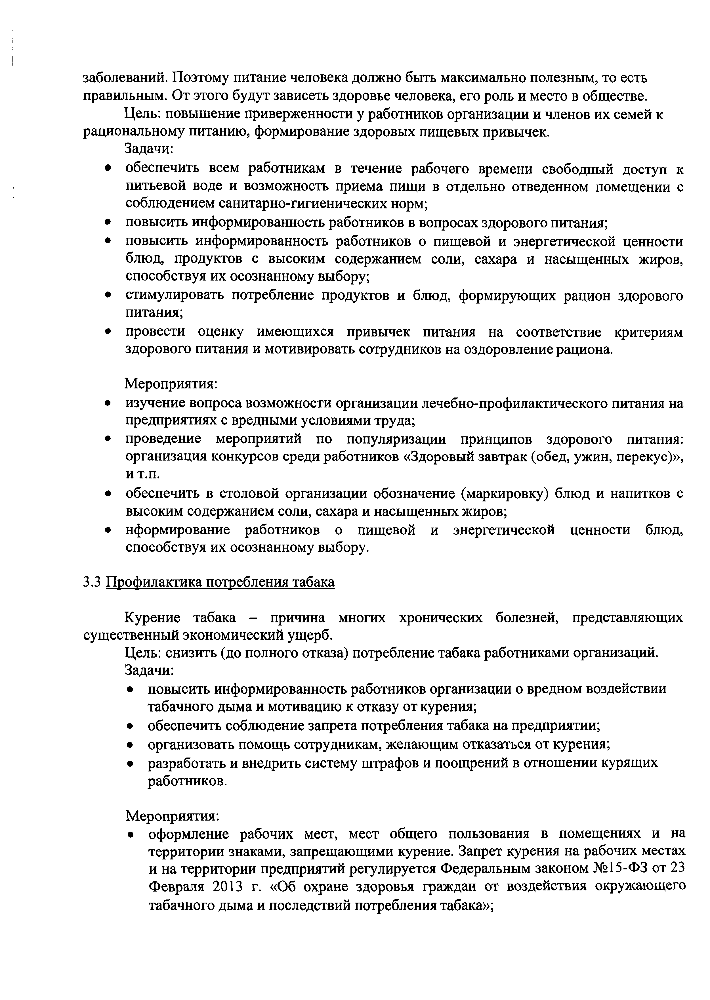 заболеваний. Поэтому питание человека должно быть максимально полезным, то есть
правильным. От этого будут зависеть здоровье человека, его роль и место в обществе.
Цель: повышение приверженности у работников организации и членов их семей к
рациональному питанию, формирование здоровых пищевых привычек.
Задачи:
• обеспечить всем работникам в течение рабочего времени свободный доступ к
питьевой воде и возможность приема пищи в отдельно отведенном помещении с
соблюдением санитарно-гигиенических норм;
• повысить информированность работников в вопросах здорового питания;
• повысить информированность работников о пищевой и энергетической ценности
блюд, продуктов с высоким содержанием соли, сахара и насыщенных жиров,
способствуя их осознанному выбору;
• стимулировать потребление продуктов и блюд, формирующих рацион здорового
питания;
• провести оценку имеющихся привычек питания на соответствие критериям
здорового питания и мотивировать сотрудников на оздоровление рациона.
Мероприятия:
• изучение вопроса возможности организации лечебно-профилактического питания на
предприятиях с вредными условиями труда;
• проведение мероприятий по популяризации принципов здорового питания:
организация конкурсов среди работников «Здоровый завтрак (обед, ужин, перекус)»,
и т.п.
• обеспечить в столовой организации обозначение (маркировку) блюд и напитков с
высоким содержанием соли, сахара и насыщенных жиров;
• нформирование работников о пищевой и энергетической ценности блюд,
способствуя их осознанному выбору.
3.3 Профилактика потребления табака
Курение табака – причина многих хронических болезней, представляющих
существенный экономический ущерб.
Цель: снизить (до полного отказа) потребление табака работниками организаций.
Задачи:
• повысить информированность работников организации о вредном воздействии
табачного дыма и мотивацию к отказу от курения;
• обеспечить соблюдение запрета потребления табака на предприятии;
• организовать помощь сотрудникам, желающим отказаться от курения;
• разработать и внедрить систему штрафов и поощрений в отношении курящих
работников.
Мероприятия:
• оформление рабочих мест, мест общего пользования в помещениях и на
территории знаками, запрещающими курение. Запрет курения на рабочих местах
и на территории предприятий регулируется Федеральным законом №15-ФЗ от 23
Февраля 2013 г. «Об охране здоровья граждан от воздействия окружающего
табачного дыма и последствий потребления табака»;